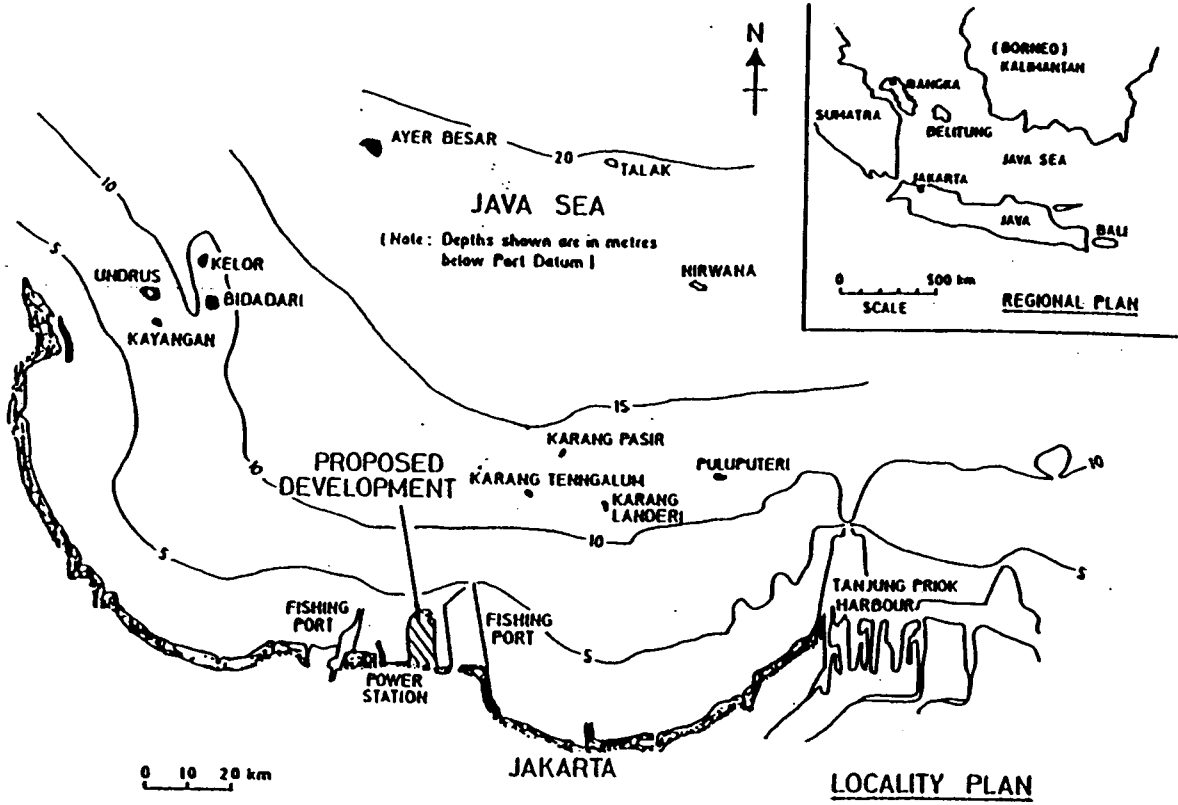 N
AYER BESAR
20
TALAK
JAVA SEA
(Note: Depths shown are in metres
below Port Datum)
10
5
KELOR
UNDRUS
BIDADARI
KAYANGAN
NIRWANA
15
KARANG PASIR
PROPOSED
DEVELOPMENT
10
KARANG TENNGALUM
PULUPUTERI
KARANG
LANDERI
10
10
5
5
FISHING
PORT
FISHING
PORT
TANJUNG PRIOK
HARBOUR
5
POWER
STATION
JAKARTA
0 10 20 km
LOCALITY PLAN
(BORNEO)
KALIMANTAN
BANGKA
SUMATRA
BELITUNG
JAVA SEA
JAKARTA
JAVA
BALI
0 500 km
SCALE
REGIONAL PLAN